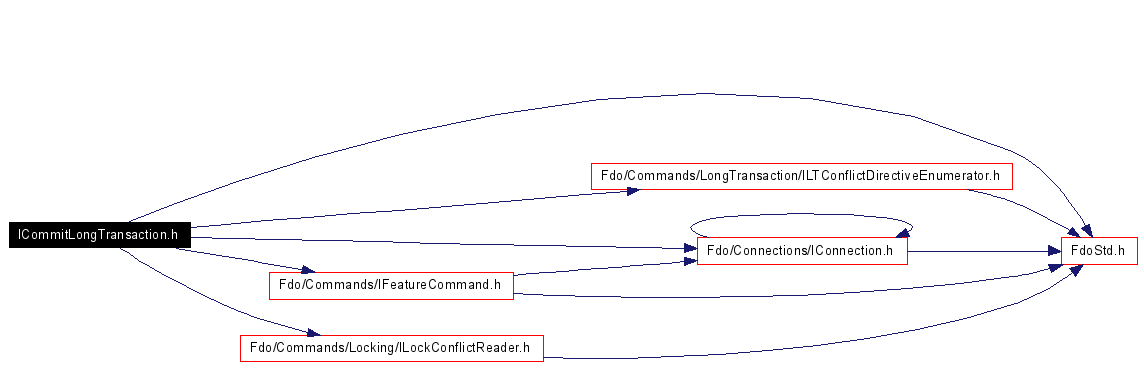 Fdo/Commands/LongTransaction/ILTConflictDirectiveEnumerator.h
ICommitLongTransaction.h
Fdo/Connections/IConnection.h
FdoStd.h
Fdo/Commands/IFeatureCommand.h
Fdo/Commands/Locking/ILockConflictReader.h